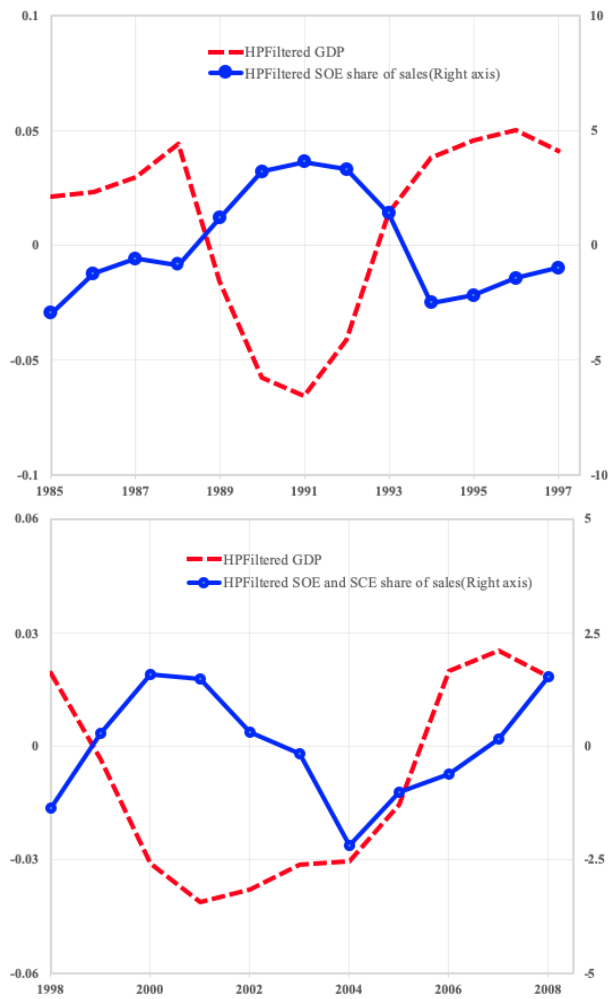 0.1 10
HPFiltered GDP
HPFiltered SOE share of sales(Right axis)
0.05 5
0 0
-0.05 -5
-0.1 -10
1985 1987 1989 1991 1993 1995 1997
0.06 5
HPFiltered GDP
HPFiltered SOE and SCE share of sales(Right axis)
0.03 2.5
0 0
-0.03 -2.5
-0.06 -5
1998 2000 2002 2004 2006 2008